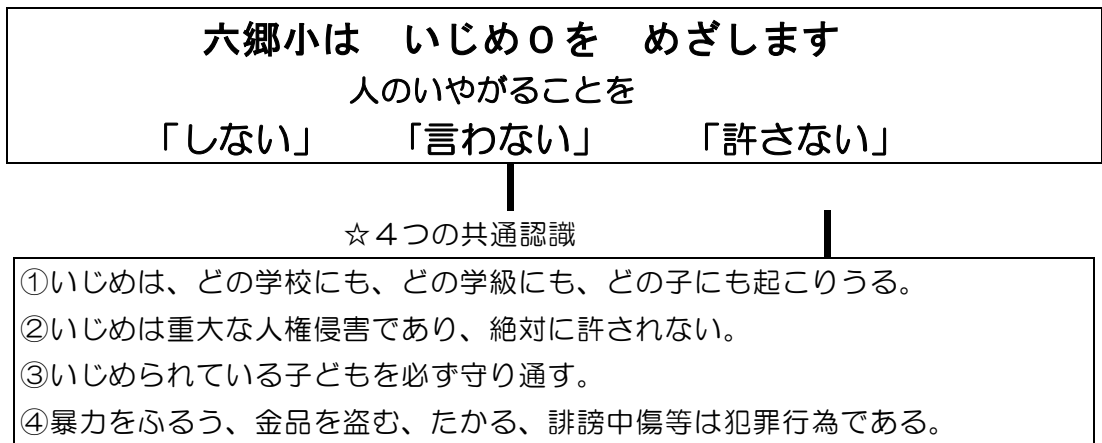 六郷小は　いじめ０を　めざします
人のいやがることを
「しない」　「言わない」　「許さない」
☆４つの共通認識
①いじめは、どの学校にも、どの学級にも、どの子にも起こりうる。
②いじめは重大な人権侵害であり、絶対に許されない。
③いじめられている子どもを必ず守り通す。
④暴力をふるう、金品を盗む、たかる、誹謗中傷等は犯罪行為である。